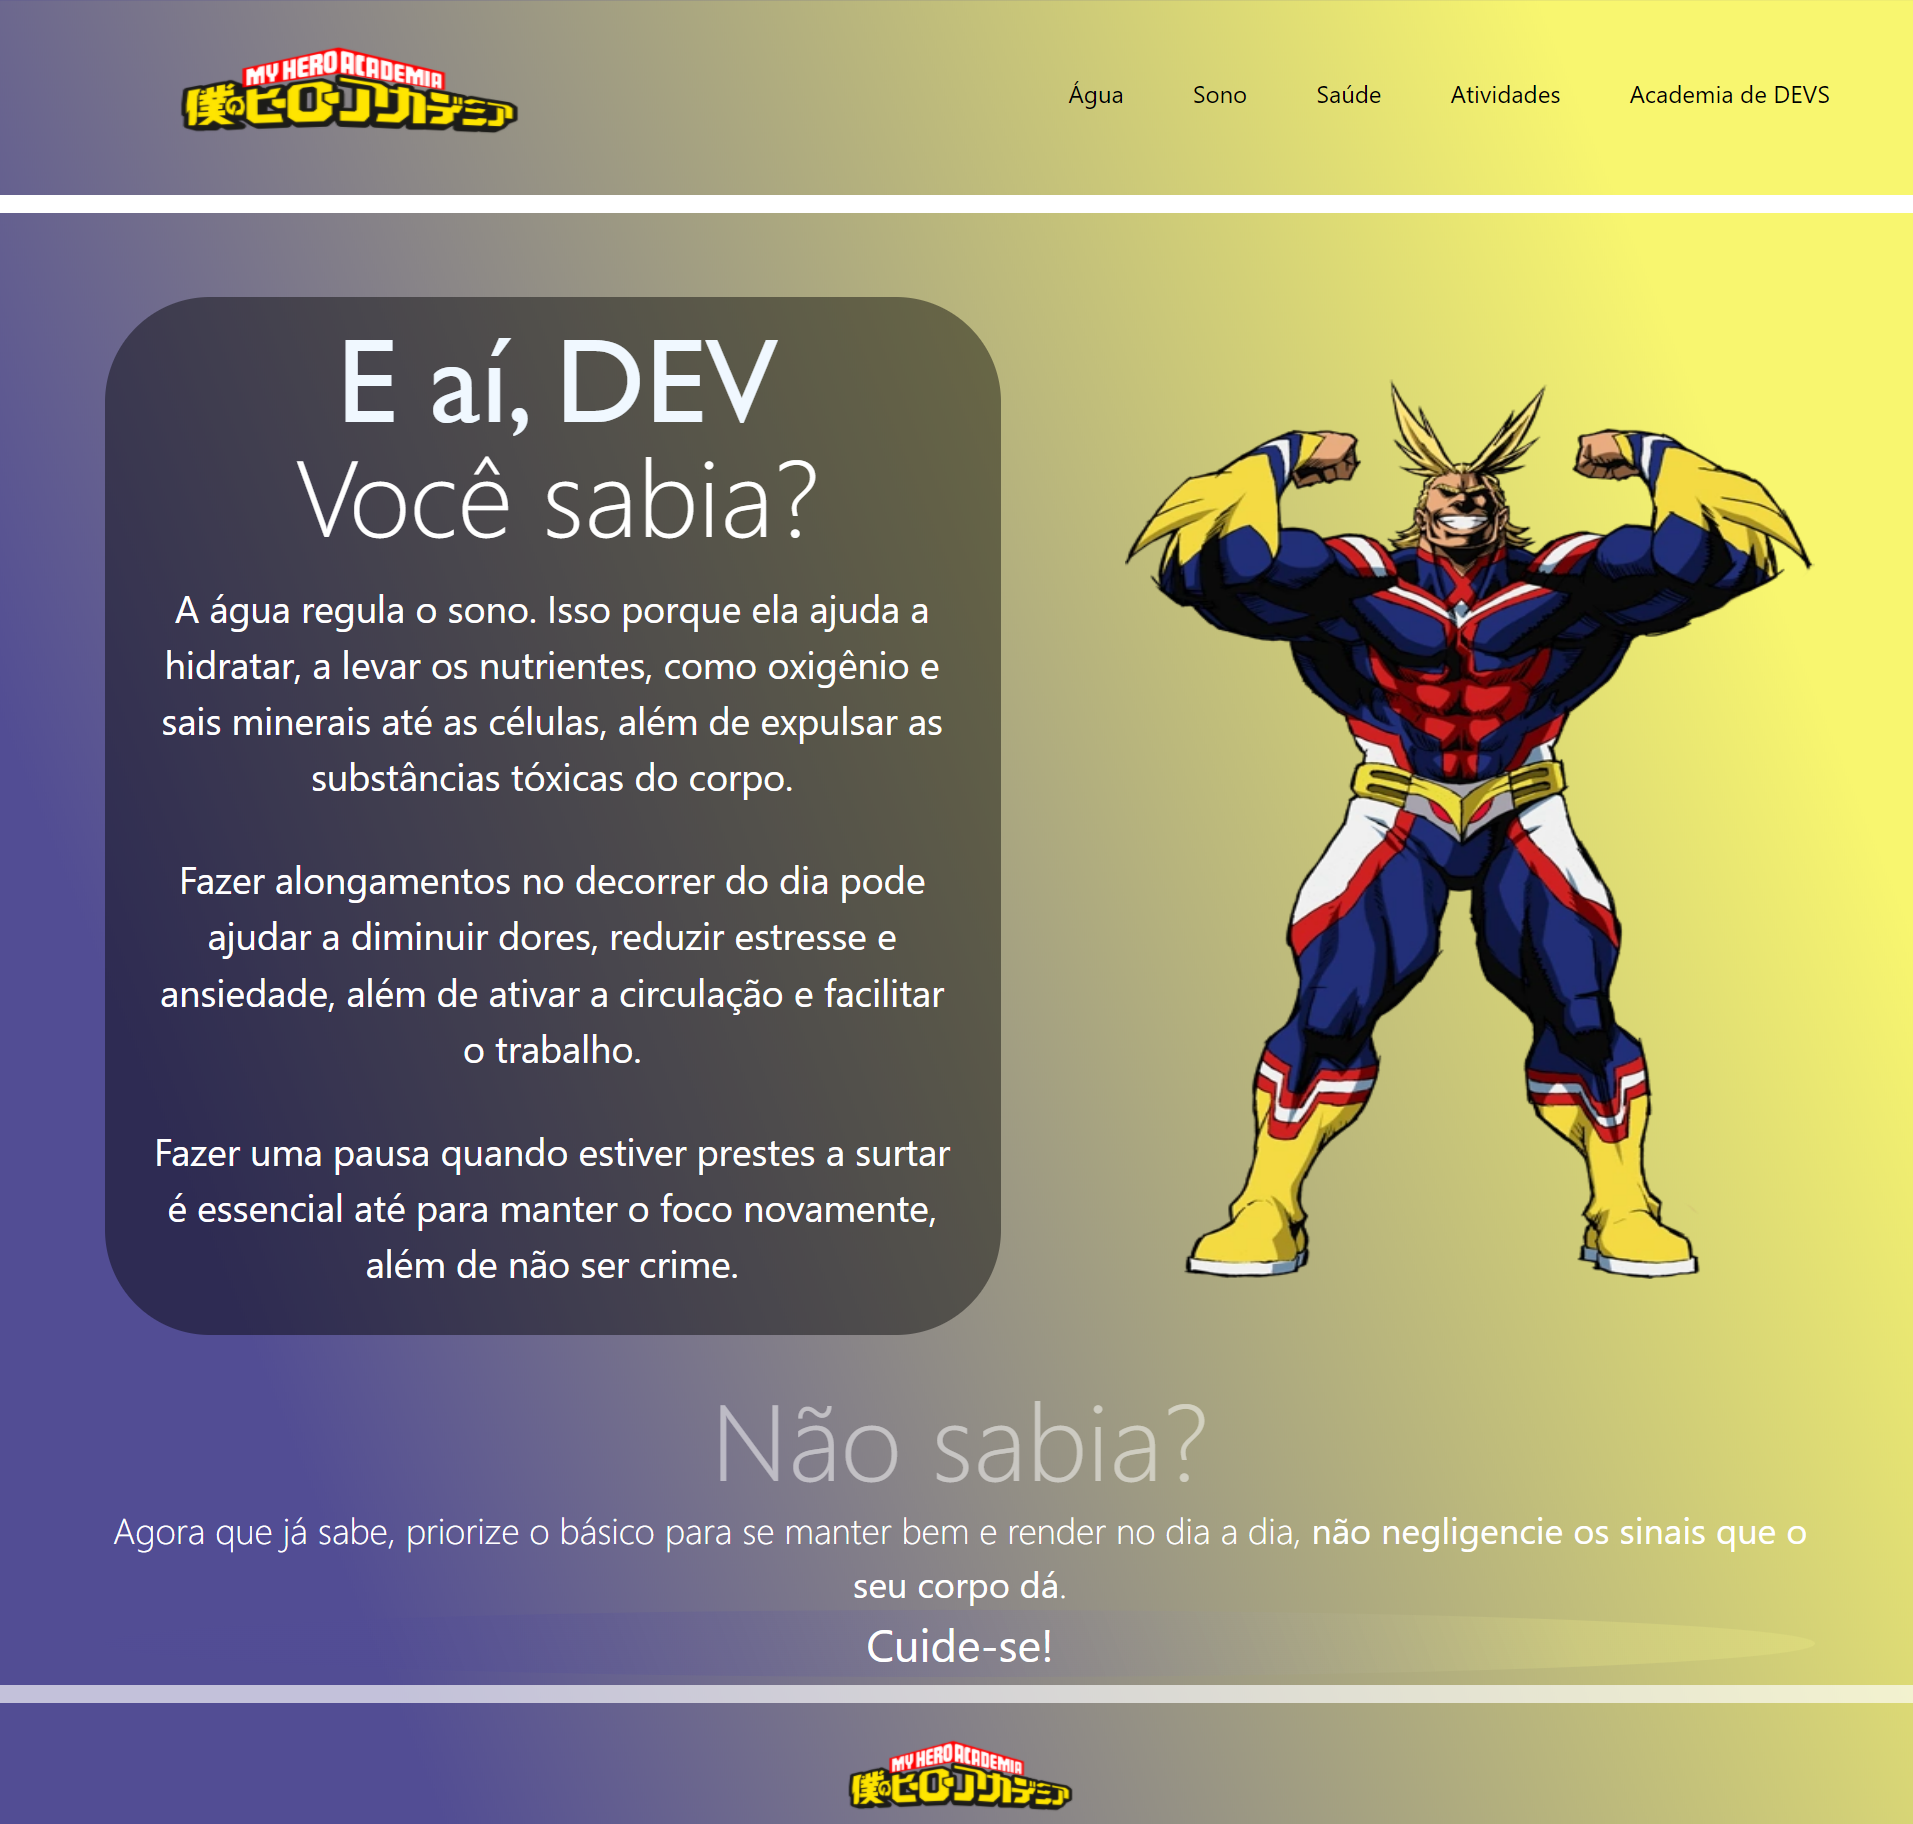 MY HERO ACADEMIA
僕のヒーローアカデミア
Água Sono Saúde Atividades Academia de DEVS
E aí, DEV
Você sabia?
A água regula o sono. Isso porque ela ajuda a
hidratar, a levar os nutrientes, como oxigênio e
sais minerais até as células, além de expulsar as
substâncias tóxicas do corpo.
Fazer alongamentos no decorrer do dia pode
ajudar a diminuir dores, reduzir estresse e
ansiedade, além de ativar a circulação e facilitar
o trabalho.
Fazer uma pausa quando estiver prestes a surtar
é essencial até para manter o foco novamente,
além de não ser crime.
Não sabia?
Agora que já sabe, priorize o básico para se manter bem e render no dia a dia, não negligencie os sinais que o
seu corpo dá.
Cuide-se!
MY HERO ACADEMIA
僕のヒーローアカデミア